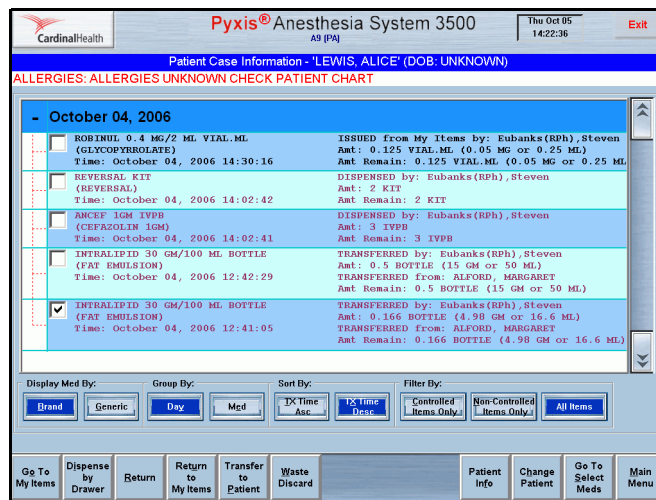 CardinalHealth
Pyxis® Anesthesia System 3500
A9 [PA]
Thu Oct 05
14:22:36
Exit
Patient Case Information - 'LEWIS, ALICE' (DOB: UNKNOWN)
ALLERGIES: ALLERGIES UNKNOWN CHECK PATIENT CHART
- October 04, 2006
ROBINUL 0.4 MG/2 ML VIAL.ML ISSUED from My Items by: Eubanks(RPh),Steven
(GLYCOPYRROLATE) Amt: 0.125 VIAL.ML (0.05 MG or 0.25 ML)
Time: October 04, 2006 14:30:16 Amt Remain: 0.125 VIAL.ML (0.05 MG or 0.25 ML
REVERSAL KIT DISPENSED by: Eubanks(RPh),Steven
(REVERSAL) Amt: 2 KIT
Time: October 04, 2006 14:02:42 Amt Remain: 2 KIT
ANCEF 1GM IVPB DISPENSED by: Eubanks(RPh),Steven
(CEFAZOLIN 1GM) Amt: 3 IVPB
Time: October 04, 2006 14:02:41 Amt Remain: 3 IVPB
INTRALIPID 30 GM/100 ML BOTTLE TRANSFERRED by: Eubanks(RPh),Steven
(FAT EMULSION) Amt: 0.5 BOTTLE (15 GM or 50 ML)
Time: October 04, 2006 12:42:29 TRANSFERRED from: ALFORD, MARGARET
Amt Remain: 0.5 BOTTLE (15 GM or 50 ML)
INTRALIPID 30 GM/100 ML BOTTLE TRANSFERRED by: Eubanks(RPh),Steven
(FAT EMULSION) Amt: 0.166 BOTTLE (4.98 GM or 16.6 ML)
Time: October 04, 2006 12:41:05 TRANSFERRED from: ALFORD, MARGARET
Amt Remain: 0.166 BOTTLE (4.98 GM or 16.6 ML)
Display Med By: Group By: Sort By: Filter By:
Brand Generic Day Med TX Time Asc TX Time Desc Controlled Items Only Non-Controlled Items Only All Items
Go To My Items
Dispense by Drawer
Return
Return to My Items
Transfer to Patient
Waste Discard
Patient Info
Change Patient
Go To Select Meds
Main Menu